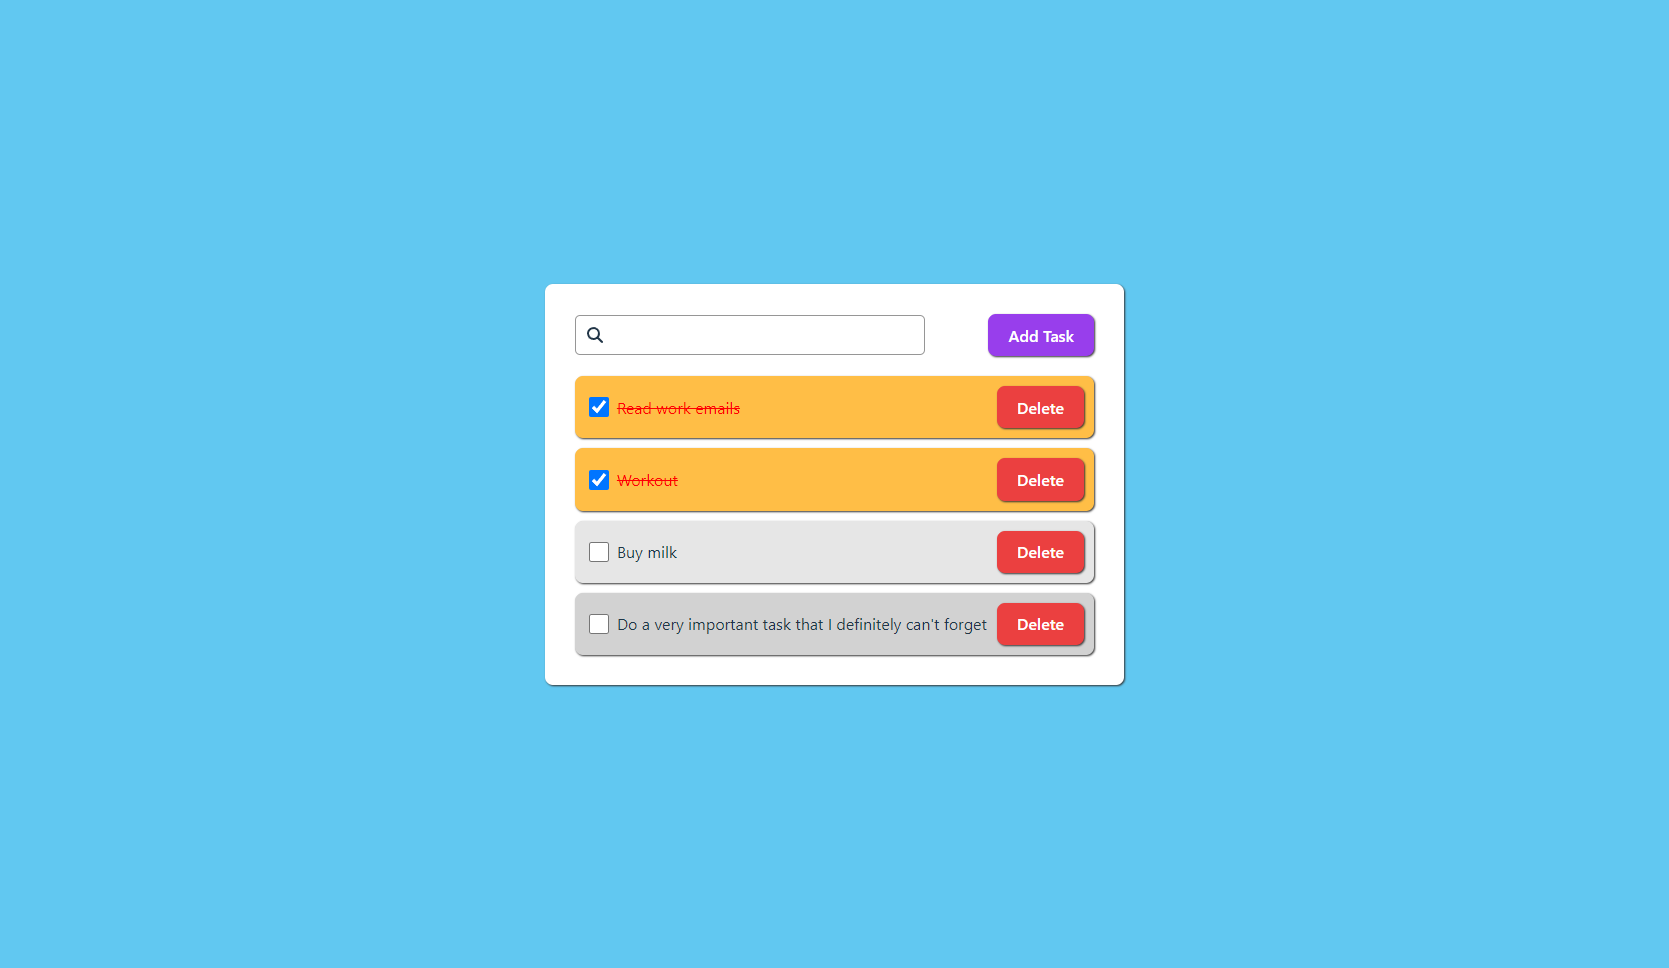 Add Task
Read work emails Delete
Workout Delete
Buy milk Delete
Do a very important task that I definitely can't forget Delete